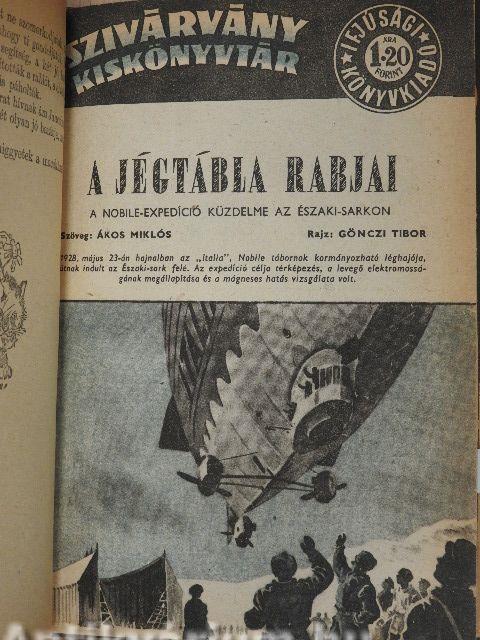 SZIVÁRVÁNY
KISKÖNYVTÁR
IFJUSÁGI KÖNYVKIADÓ
ÁRA
1·20
FORINT
A JÉGTÁBLA RABJAI
A NOBILE-EXPEDÍCIÓ KÜZDELME AZ ÉSZAKI-SARKON
Szöveg: ÁKOS MIKLÓS Rajz: GÖNCZI TIBOR
1928. május 23-án hajnalban az „Italia”, Nobile tábornok kormányozható léghajója,
útnak indult az Északi-sark felé. Az expedíció célja térképezés, a levegő elektromossá-
gának megállapítása és a mágneses hatás vizsgálata volt.